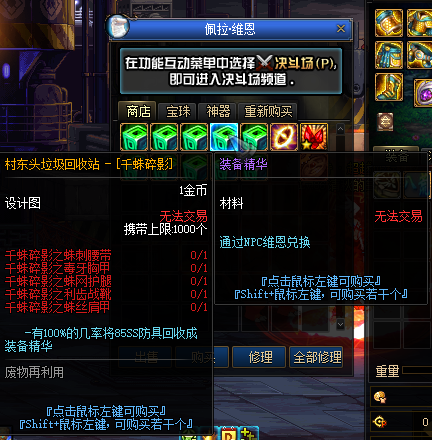 佩拉·维恩
在功能互动菜单中选择 决斗场(P),
即可进入决斗场频道.
商店 宝珠 神器 重新购买
村东头垃圾回收站 - [千蛛碎影]
1金币
设计图
无法交易
携带上限1000个
千蛛碎影之蛛刺腰带 0/1
千蛛碎影之毒牙胸甲 0/1
千蛛碎影之蛛网护腿 0/1
千蛛碎影之利齿战靴 0/1
千蛛碎影之蛛丝肩甲 0/1
-有100%的几率将85SS防具回收成
装备精华
废物再利用
『点击鼠标左键可购买』
『Shift+鼠标左键,可购买若干个』
装备精华
材料
无法交易
通过NPC维恩兑换
『点击鼠标左键可购买』
『Shift+鼠标左键,可购买若干个』
出售 购买 修理 全部修理
装备
重量
0